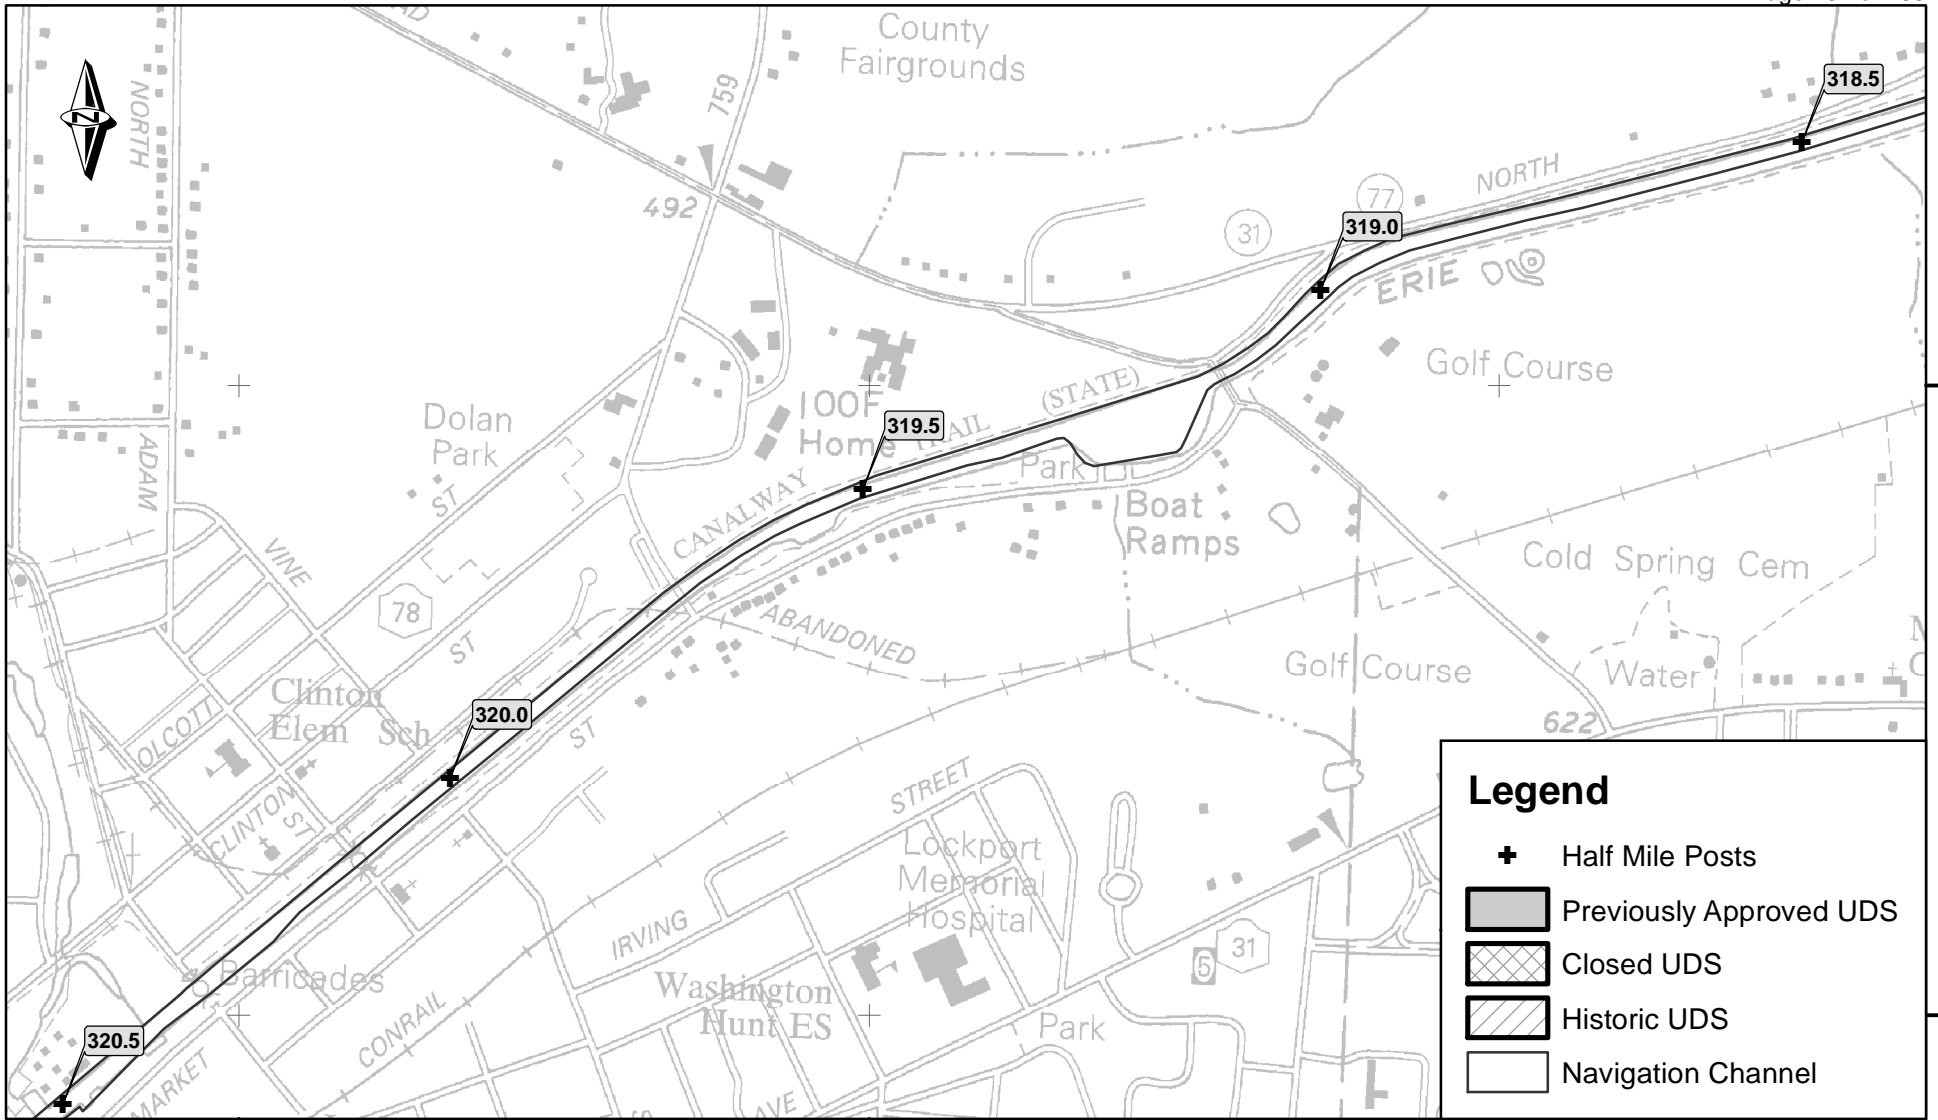 County
Fairgrounds
318.5
NORTH
759
N
492
NORTH
77
31
319.0
ERIE
Golf Course
Dolan
Park
ST
IOOF
Home
319.5
CANALWAY TRAIL (STATE)
Park
Boat
Ramps
ADAM
VINE
78
ST
ABANDONED
Cold Spring Cem
Golf Course
Water
622
Clinton
Elem Sch
OLCOTT
320.0
ST
CLINTON
ST
STREET
IRVING
Lockport
Memorial
Hospital
Washington
Hunt ES
5
31
Park
Barricades
CONRAIL
320.5
MARKET
AVE
Legend
Half Mile Posts
Previously Approved UDS
Closed UDS
Historic UDS
Navigation Channel